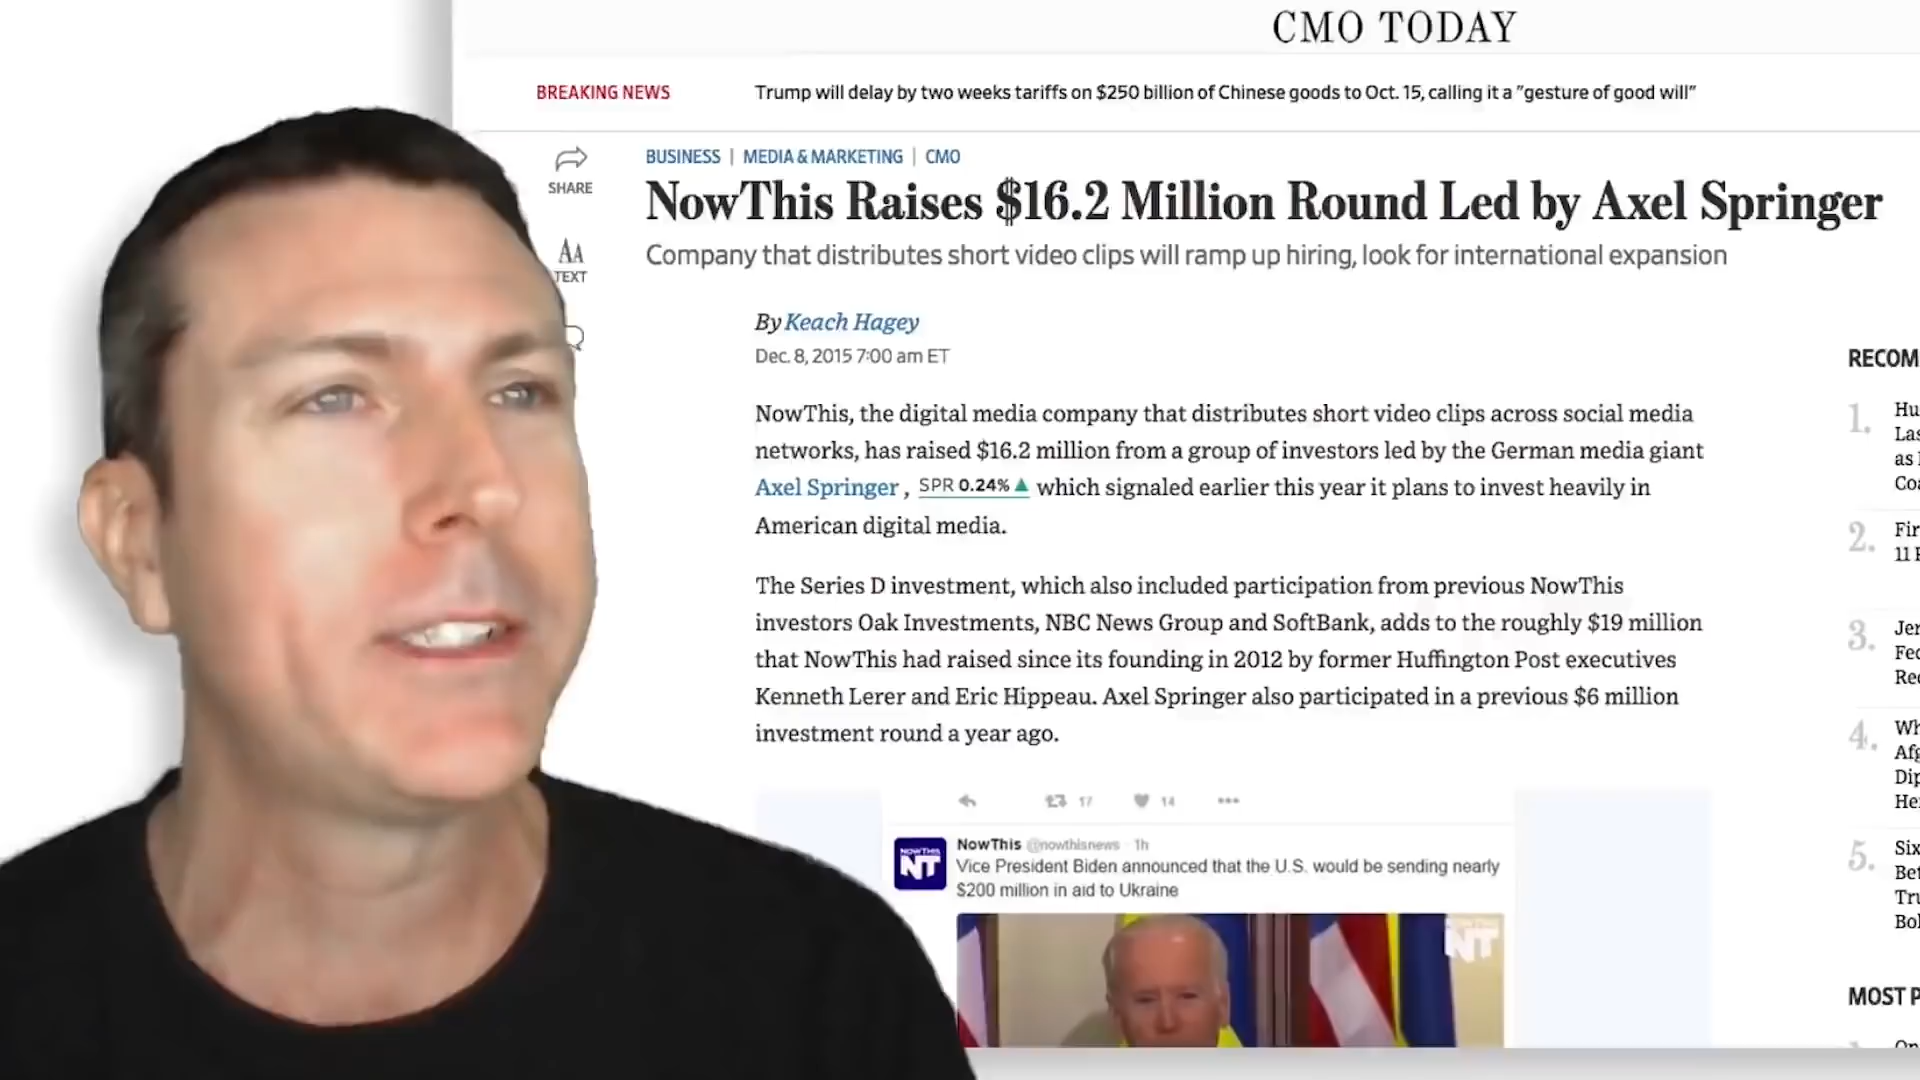 CMO TODAY
BREAKING NEWS
Trump will delay by two weeks tariffs on $250 billion of Chinese goods to Oct. 15, calling it a "gesture of good will"
SHARE
AA
TEXT
BUSINESS | MEDIA & MARKETING | CMO
NowThis Raises $16.2 Million Round Led by Axel Springer
Company that distributes short video clips will ramp up hiring, look for international expansion
By Keach Hagey
Dec. 8, 2015 7:00 am ET
NowThis, the digital media company that distributes short video clips across social media
networks, has raised $16.2 million from a group of investors led by the German media giant
Axel Springer , SPR 0.24% ▲ which signaled earlier this year it plans to invest heavily in
American digital media.
The Series D investment, which also included participation from previous NowThis
investors Oak Investments, NBC News Group and SoftBank, adds to the roughly $19 million
that NowThis had raised since its founding in 2012 by former Huffington Post executives
Kenneth Lerer and Eric Hippeau. Axel Springer also participated in a previous $6 million
investment round a year ago.
17 14
NOWTHIS
NT
NowThis @nowthisnews · 1h
Vice President Biden announced that the U.S. would be sending nearly
$200 million in aid to Ukraine
NT
RECOM
1.
Hu
Las
as
Co
2.
Fir
11
3.
Jer
Fed
Rec
4.
Wh
Afg
Dip
He
5.
Six
Bet
Tru
Bol
MOST P